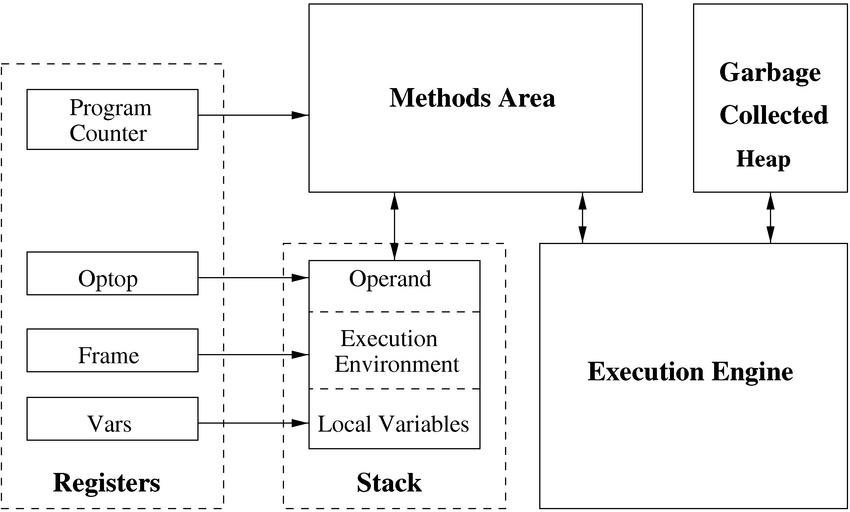 Program
Counter
Methods Area
Garbage
Collected
Heap
Optop
Frame
Vars
Registers
Operand
Execution
Environment
Local Variables
Stack
Execution Engine